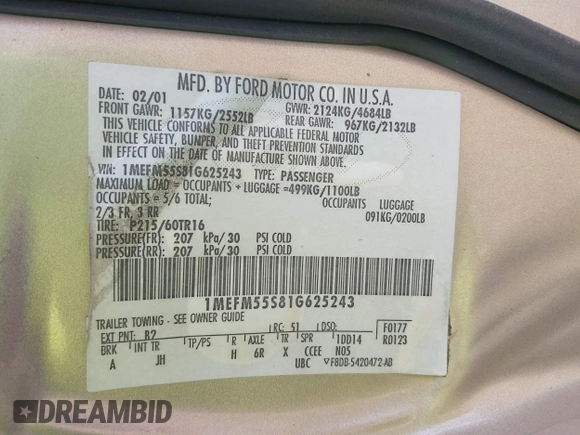 MFD. BY FORD MOTOR CO. IN U.S.A.
DATE: 02/01 GVWR: 2124KG/4684LB
FRONT GAWR: 1157KG/2552LB REAR GAWR: 967KG/2132LB
THIS VEHICLE CONFORMS TO ALL APPLICABLE FEDERAL MOTOR
VEHICLE SAFETY, BUMPER, AND THEFT PREVENTION STANDARDS
IN EFFECT ON THE DATE OF MANUFACTURE SHOWN ABOVE.
VIN: 1MEFM55S81G625243 TYPE: PASSENGER
MAXIMUM LOAD = OCCUPANTS + LUGGAGE =499KG/1100LB
OCCUPANTS = 5/6 TOTAL; OCCUPANTS LUGGAGE
2/3 FR, 3 RR 091KG/0200LB
TIRE: P215/60TR16
PRESSURE(FR): 207 kPa/30 PSI COLD
PRESSURE(RR): 207 kPa/30 PSI COLD
1MEFM55S81G625243
TRAILER TOWING - SEE OWNER GUIDE
EXT PNT: B2 RC: 51 DSO: F0177
BRK INT TR TP/PS R AXLE TR SPR 1DD14 R0123
A JH H 6R X CCEE NOS
UBC F8DB-5420472-AB
DREAMBID